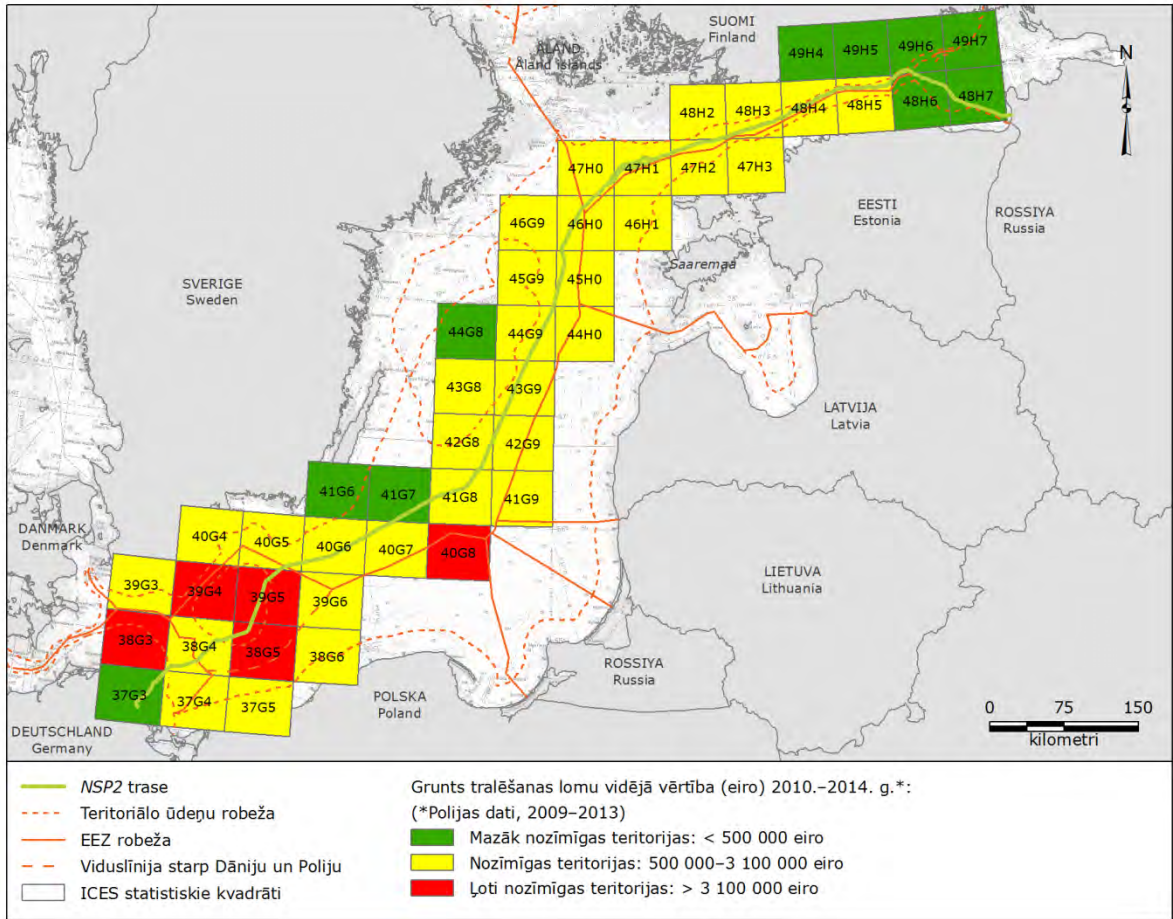 SUOMI
Finland
ÅLAND
Åland islands
49H4 49H5 49H6 49H7
N
48H2 48H3 48H4 48H5 48H6 48H7
47H0 47H1 47H2 47H3
46G9 46H0 46H1
EESTI
Estonia
ROSSIYA
Russia
45G9 45H0
Saaremaa
SVERIGE
Sweden
44G8 44G9 44H0
43G8 43G9
LATVIJA
Latvia
42G8 42G9
41G6 41G7 41G8 41G9
DANMARK
Denmark
40G4 40G5 40G6 40G7 40G8
39G3 39G4 39G5 39G6
LIETUVA
Lithuania
38G3 38G4 38G5 38G6
ROSSIYA
Russia
37G3 37G4 37G5
POLSKA
Poland
DEUTSCHLAND
Germany
0 75 150
kilometri
NSP2 trase
Teritoriālo ūdeņu robeža
EEZ robeža
Viduslīnija starp Dāniju un Poliju
ICES statistiskie kvadrāti
Grunts tralēšanas lomu vidējā vērtība (eiro) 2010.–2014. g.*:
(*Polijas dati, 2009–2013)
Mazāk nozīmīgas teritorijas: < 500 000 eiro
Nozīmīgas teritorijas: 500 000–3 100 000 eiro
Ļoti nozīmīgas teritorijas: > 3 100 000 eiro